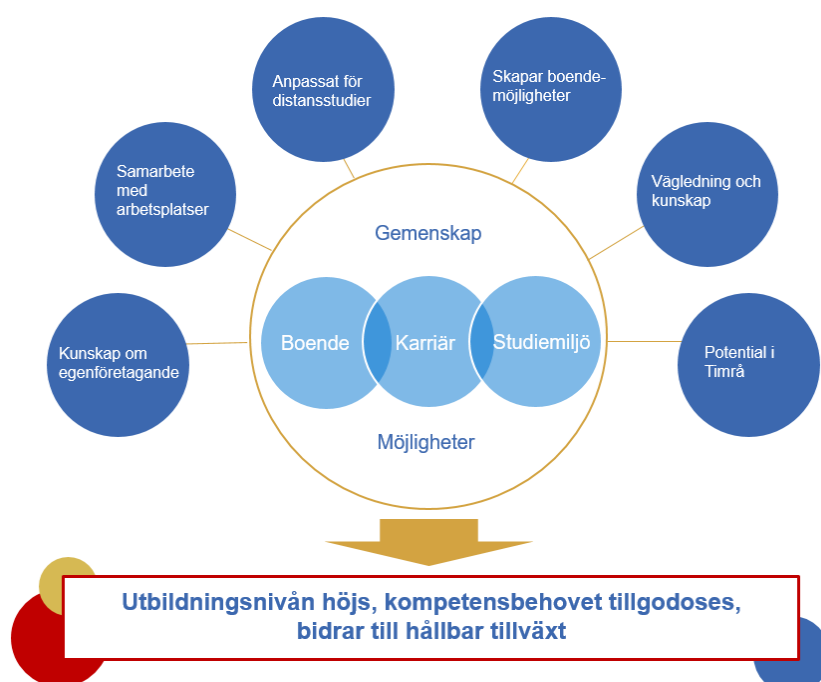 Anpassat för
distansstudier
Skapar boende-
möjligheter
Samarbete
med
arbetsplatser
Vägledning och
kunskap
Gemenskap
Kunskap om
egenföretagande
Boende
Karriär
Studiemiljö
Potential i
Timrå
Möjligheter
Utbildningsnivån höjs, kompetensbehovet tillgodoses,
bidrar till hållbar tillväxt